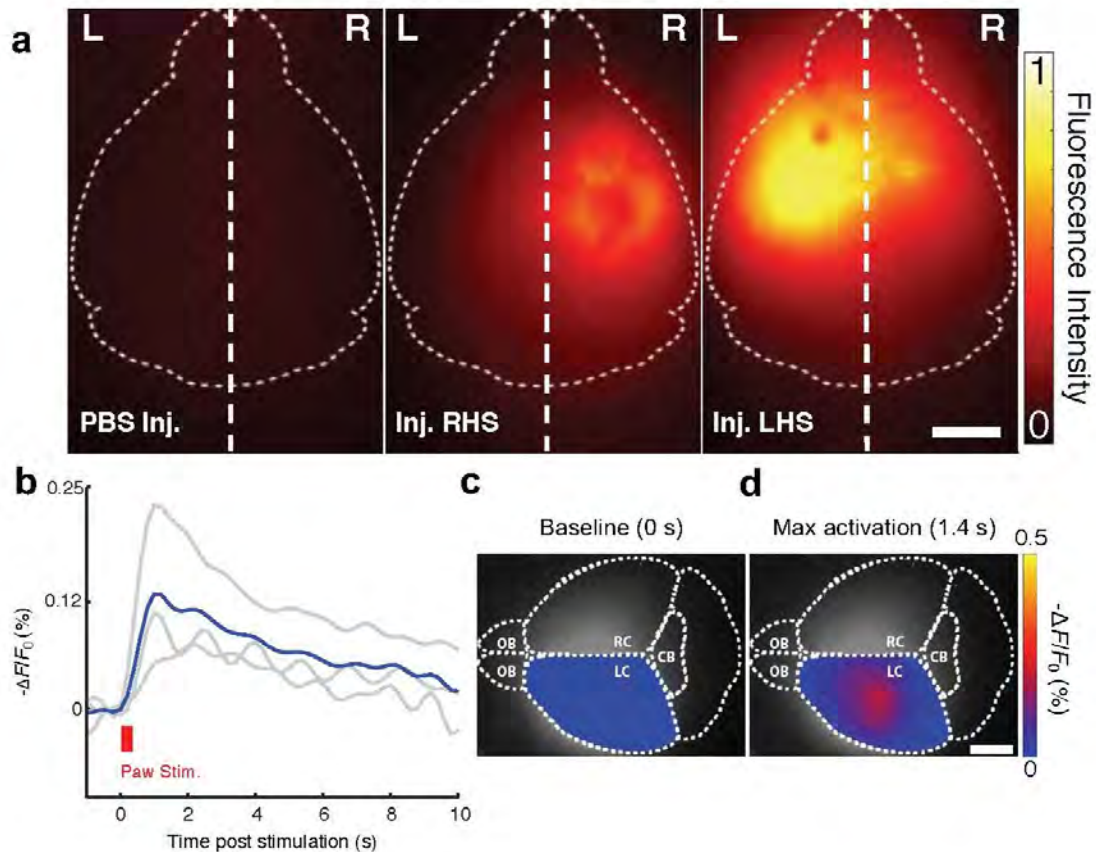 a
L R
L R
L R
PBS Inj.
Inj. RHS
Inj. LHS
1
0
Fluorescence Intensity
b
0.25
0.12
0
-ΔF/F₀ (%)
Paw Stim.
0 2 4 6 8 10
Time post stimulation (s)
c
Baseline (0 s)
OB
OB
RC
LC
CB
d
Max activation (1.4 s)
OB
OB
RC
LC
CB
0.5
0
-ΔF/F₀ (%)